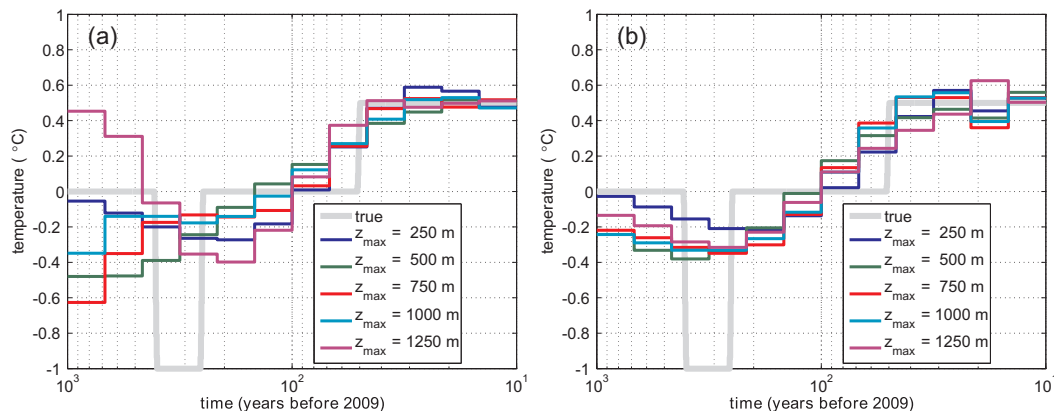 (a)
1
0.8
0.6
0.4
0.2
0
-0.2
-0.4
-0.6
-0.8
-1
temperature ( °C)
true
z_max = 250 m
z_max = 500 m
z_max = 750 m
z_max = 1000 m
z_max = 1250 m
10^3
10^2
10^1
time (years before 2009)
(b)
1
0.8
0.6
0.4
0.2
0
-0.2
-0.4
-0.6
-0.8
-1
temperature ( °C)
true
z_max = 250 m
z_max = 500 m
z_max = 750 m
z_max = 1000 m
z_max = 1250 m
10^3
10^2
10^1
time (years before 2009)